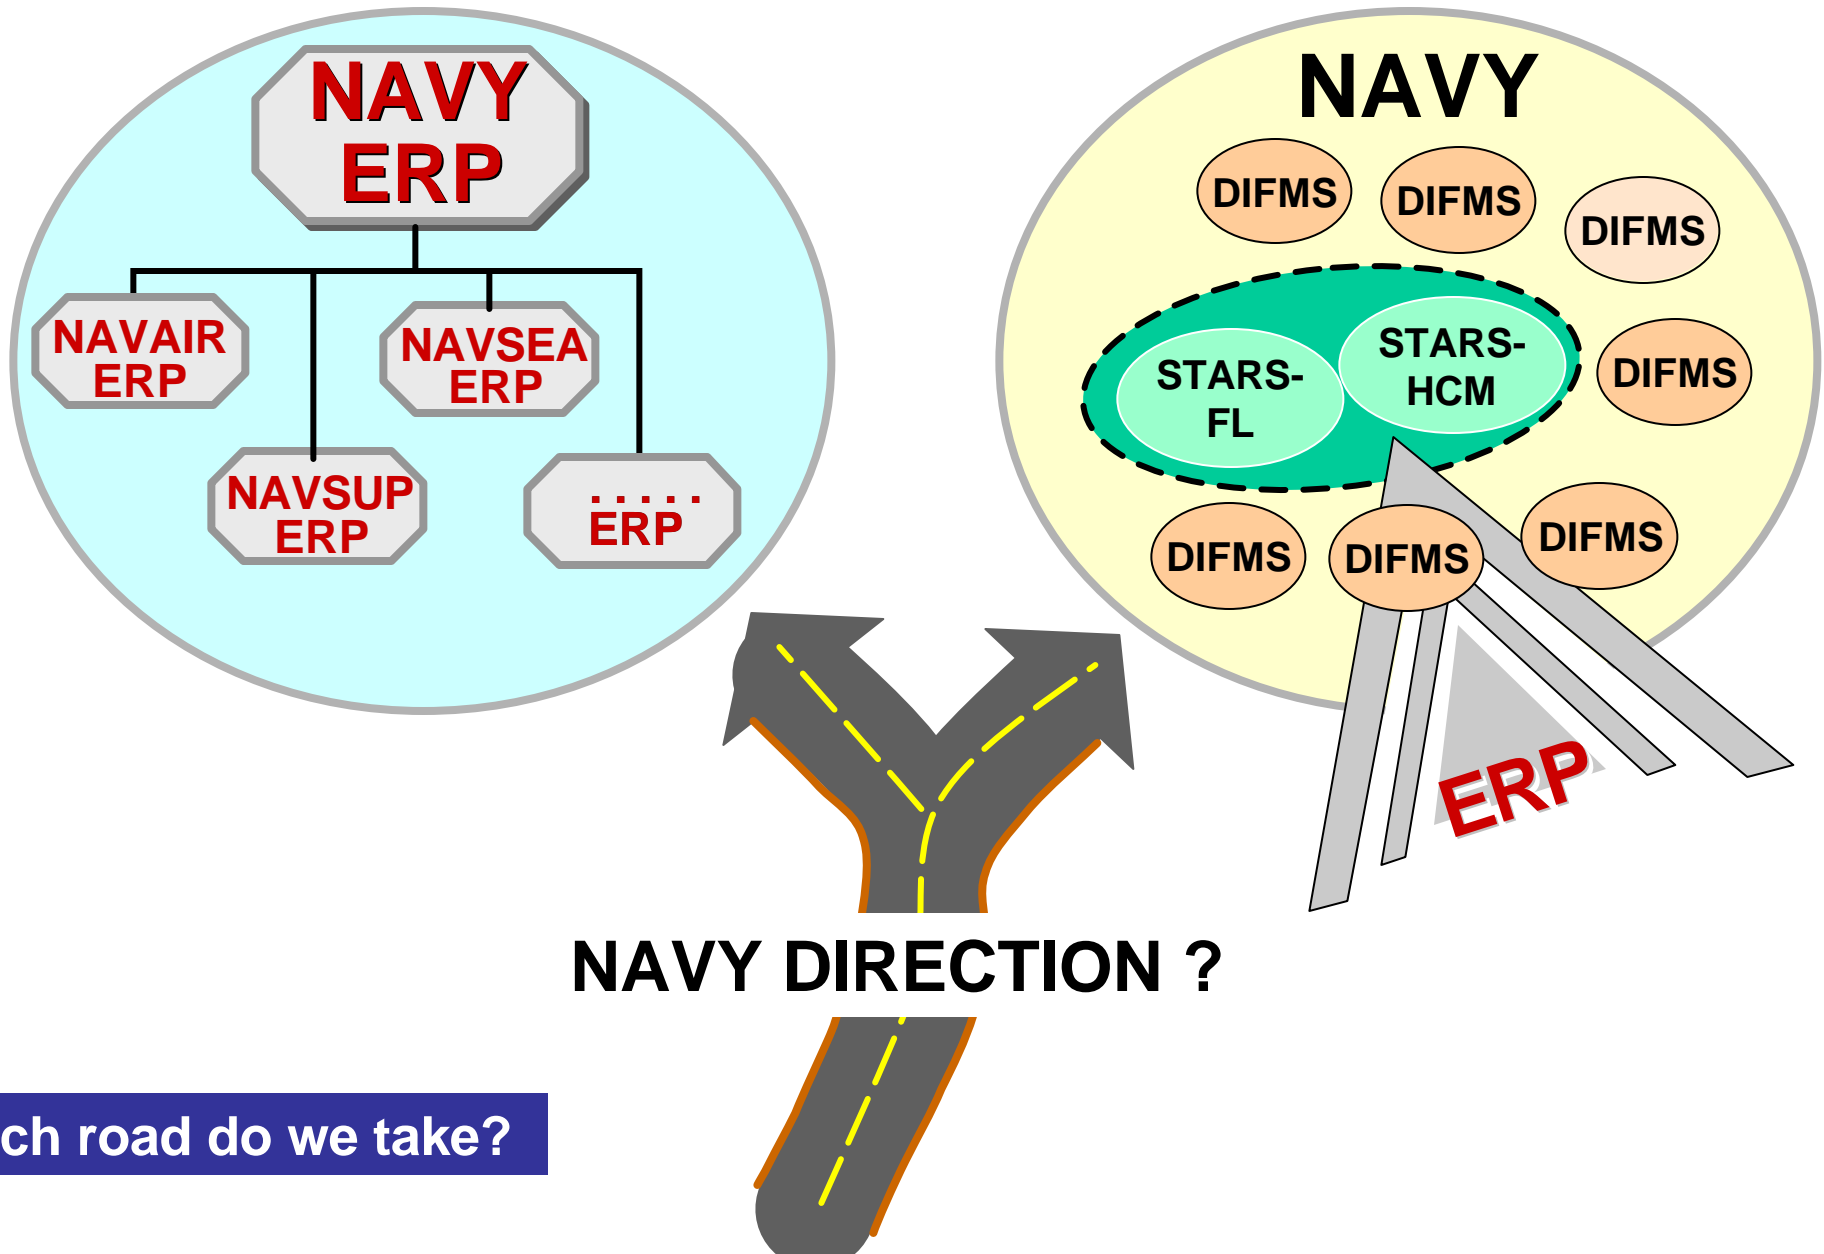 NAVY
ERP
NAVAIR
ERP
NAVSEA
ERP
NAVSUP
ERP
.....
ERP
NAVY
DIFMS
DIFMS
DIFMS
STARS-
FL
STARS-
HCM
DIFMS
DIFMS
DIFMS
DIFMS
ERP
NAVY DIRECTION ?
ch road do we take?